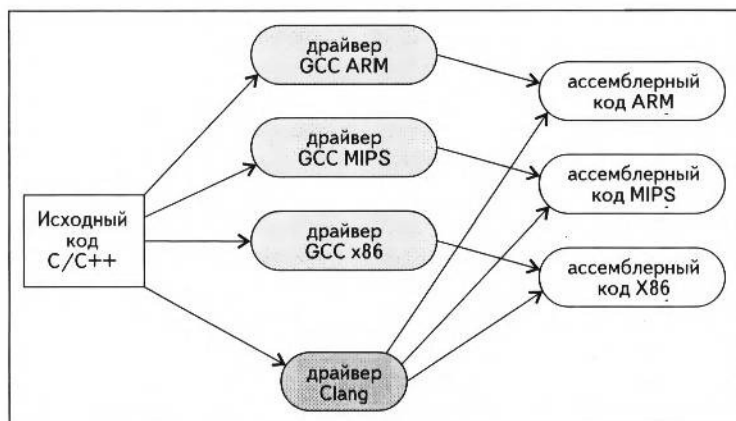 Исходный
код
C/C++
драйвер
GCC ARM
драйвер
GCC MIPS
драйвер
GCC x86
драйвер
Clang
ассемблерный
код ARM
ассемблерный
код MIPS
ассемблерный
код X86